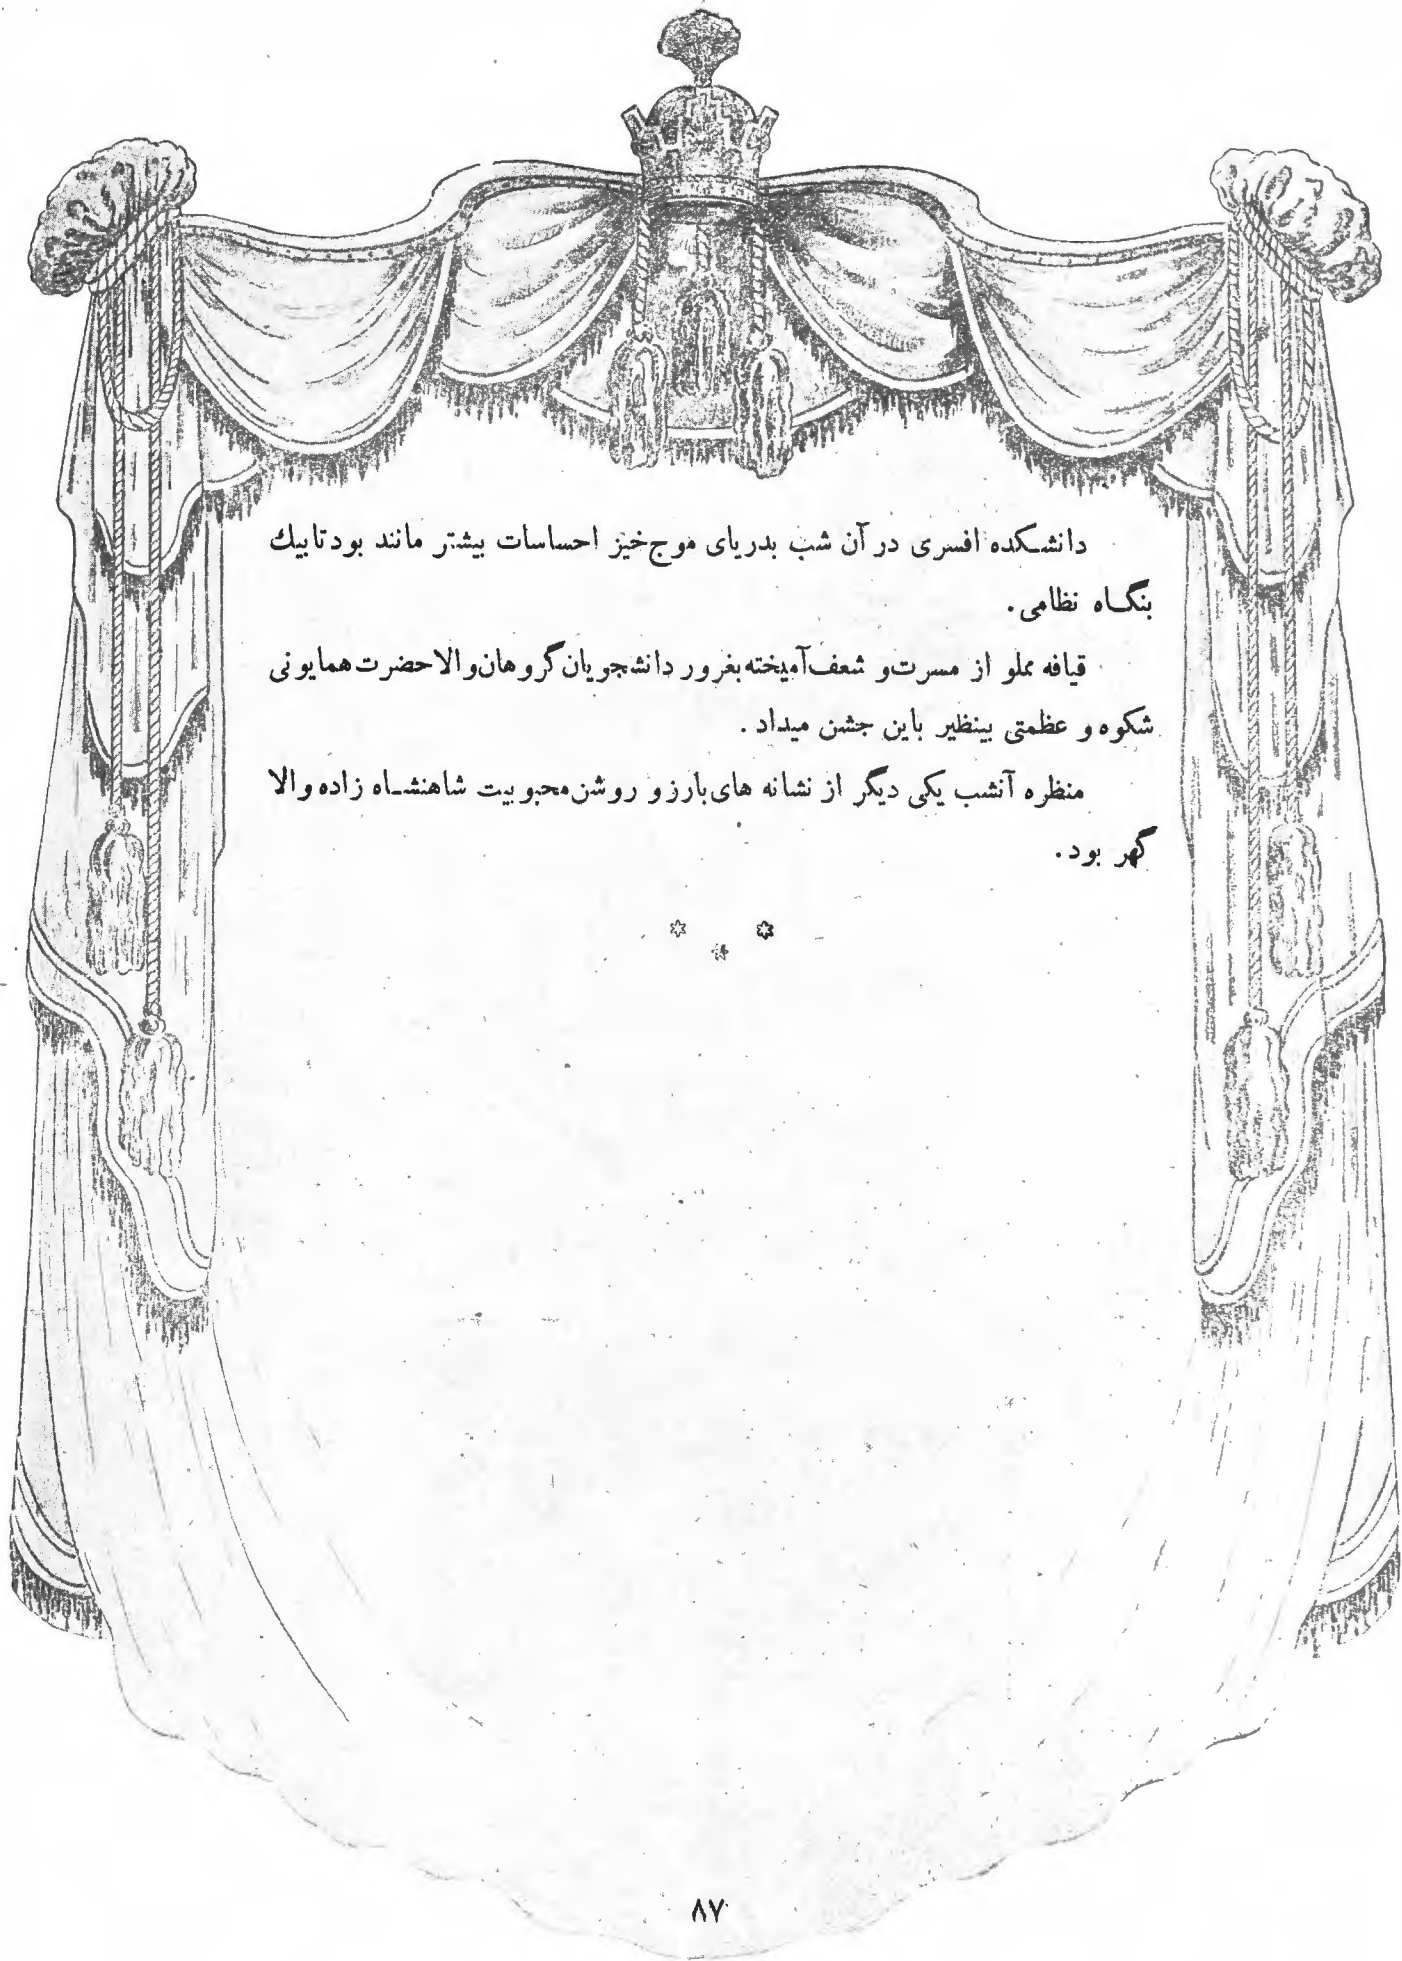 دانشکده افسری در آن شب بدریای موج‌خیز احساسات بیشتر مانند بود تابیك
بنگاه نظامی.
قیافه مملو از مسرت و شعف آمیخته بغرور دانشجویان گروهان والاحضرت همایونی
شکوه و عظمتی بینظیر باین جشن میداد.
منظره آنشب یکی دیگر از نشانه های بارز و روشن محبوبیت شاهنشاه زاده والا
گهر بود.
* * *
۸۷